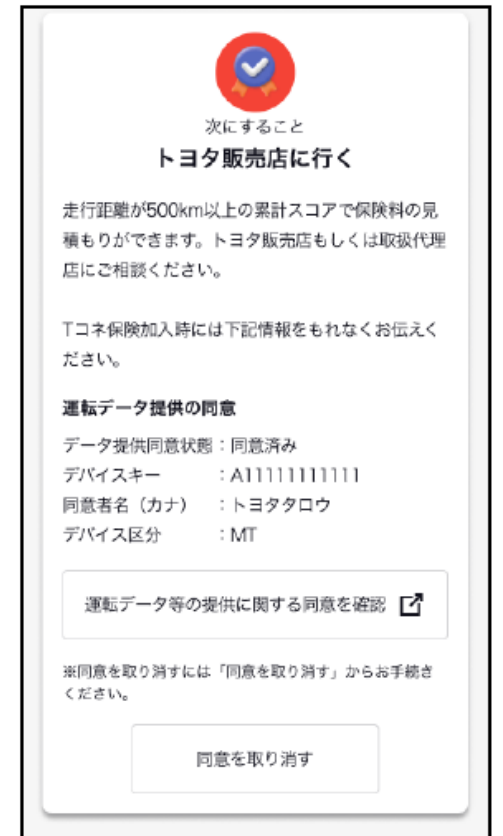 次にすること
トヨタ販売店に行く
走行距離が500km以上の累計スコアで保険料の見
積もりができます。トヨタ販売店もしくは取扱代理
店にご相談ください。
Tコネ保険加入時には下記情報をもれなくお伝えく
ださい。
運転データ提供の同意
データ提供同意状態：同意済み
デバイスキー　　　：A11111111111
同意者名（カナ）　：トヨタタロウ
デバイス区分　　　：MT
運転データ等の提供に関する同意を確認
※同意を取り消すには「同意を取り消す」からお手続き
ください。
同意を取り消す